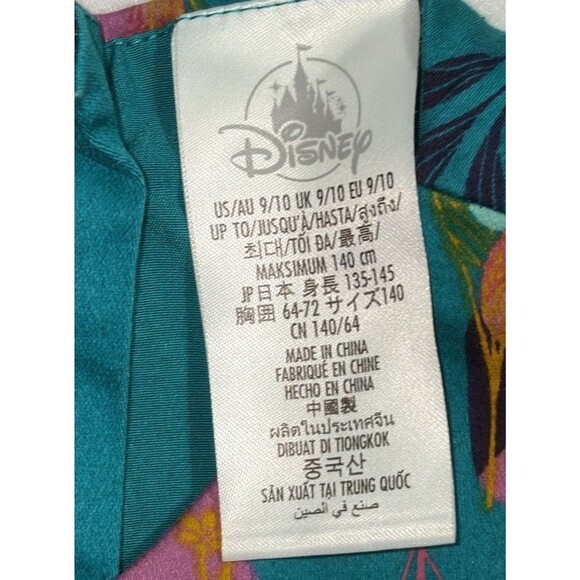 Disney
US/AU 9/10 UK 9/10 EU 9/10
UP TO/JUSQU'À/HASTA/สูงถึง/
최대/TỐI ĐA/最高/
MAKSIMUM 140 cm
JP日本 身長 135-145
胸囲 64-72 サイズ140
CN 140/64
MADE IN CHINA
FABRIQUÉ EN CHINE
HECHO EN CHINA
中國製
ผลิตในประเทศจีน
DIBUAT DI TIONGKOK
중국산
SẢN XUẤT TẠI TRUNG QUỐC
صنع في الصين